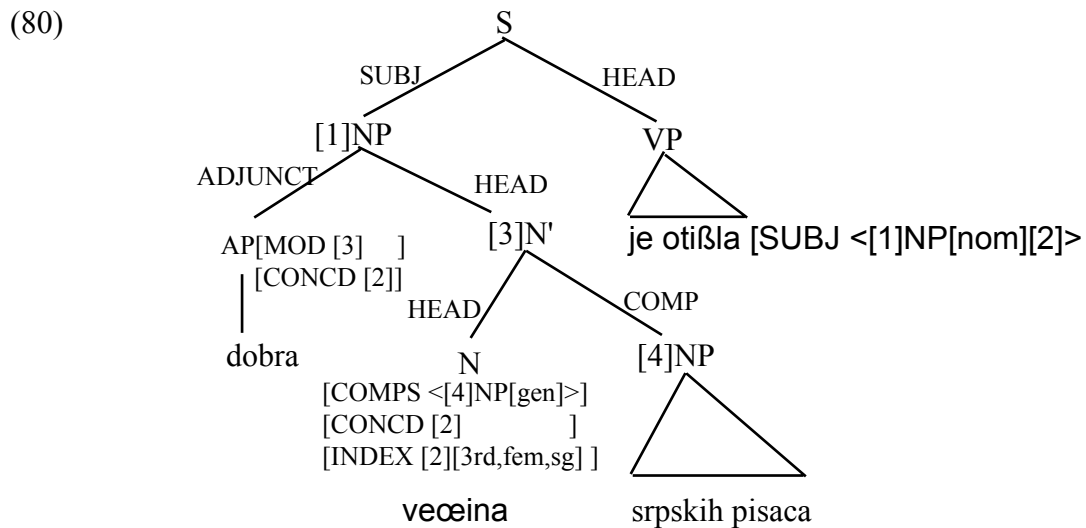 (80)
S
SUBJ HEAD
[1]NP VP
ADJUNCT HEAD
AP[MOD [3] ] [3]N' je otißla [SUBJ <[1]NP[nom][2]>
[CONCD [2]]
HEAD COMP
dobra N [4]NP
[COMPS <[4]NP[gen]>]
[CONCD [2] ]
[INDEX [2][3rd,fem,sg] ]
veœina srpskih pisaca